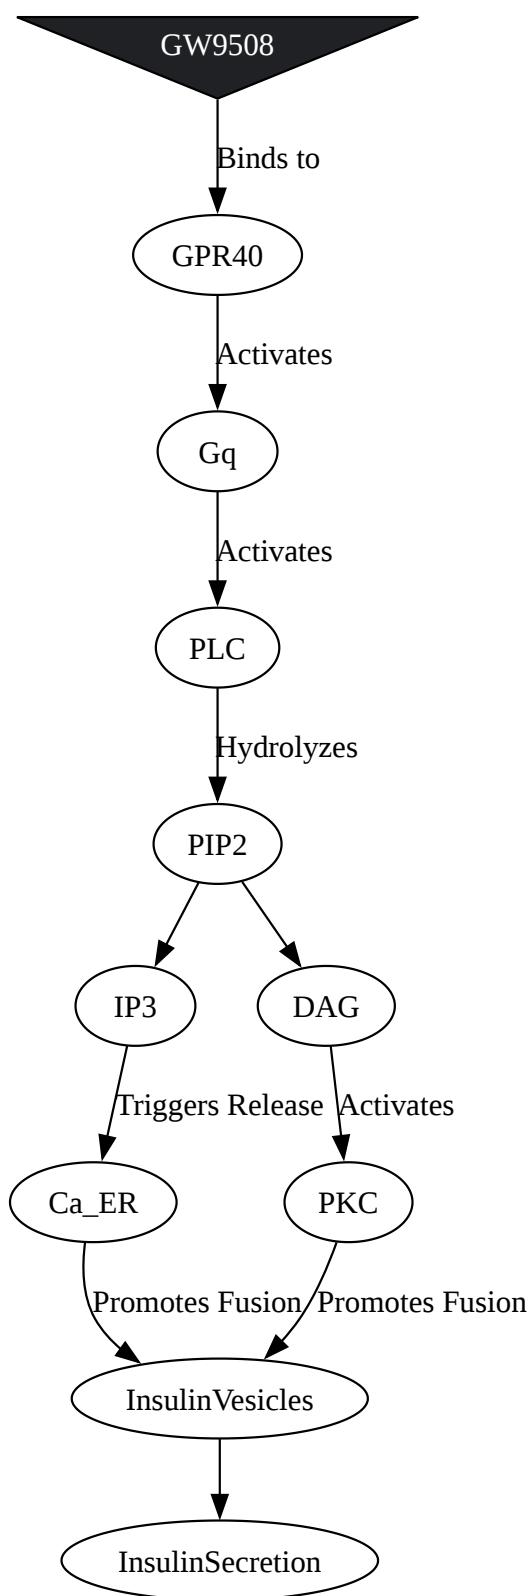 GW9508
Binds to
GPR40
Activates
Gq
Activates
PLC
Hydrolyzes
PIP2
IP3
DAG
Triggers Release
Activates
Ca_ER
PKC
Promotes Fusion
Promotes Fusion
InsulinVesicles
InsulinSecretion